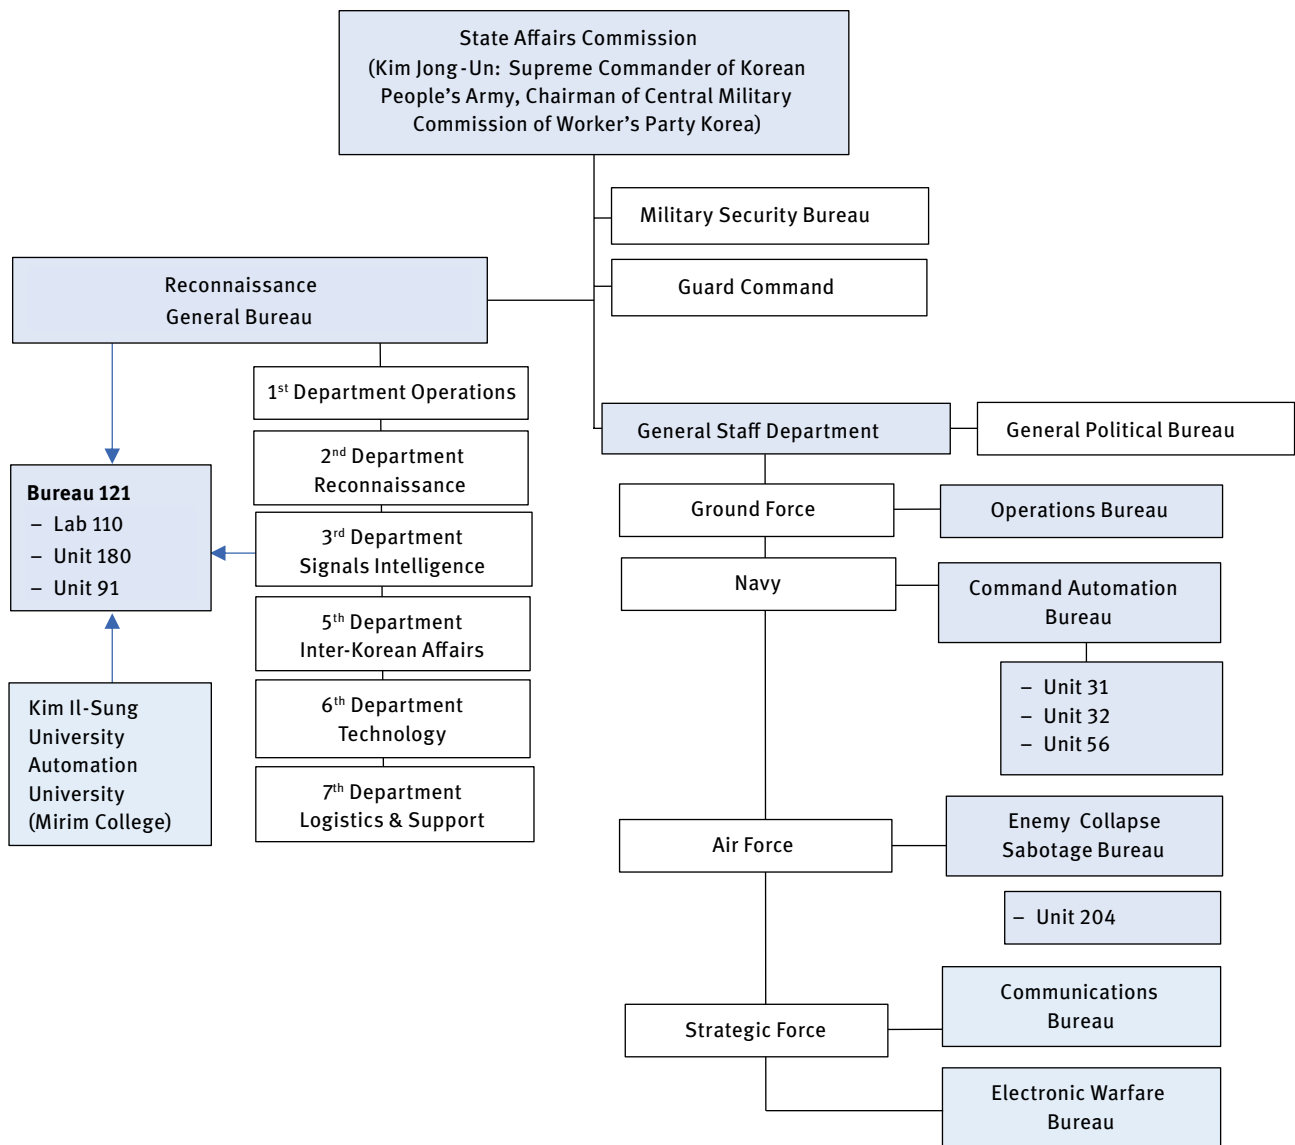 State Affairs Commission
(Kim Jong-Un: Supreme Commander of Korean
People's Army, Chairman of Central Military
Commission of Worker's Party Korea)
Military Security Bureau
Guard Command
Reconnaissance
General Bureau
1st Department Operations
2nd Department
Reconnaissance
3rd Department
Signals Intelligence
5th Department
Inter-Korean Affairs
6th Department
Technology
7th Department
Logistics & Support
Bureau 121
– Lab 110
– Unit 180
– Unit 91
Kim Il-Sung
University
Automation
University
(Mirim College)
General Staff Department
General Political Bureau
Ground Force
Operations Bureau
Navy
Command Automation
Bureau
– Unit 31
– Unit 32
– Unit 56
Air Force
Enemy Collapse
Sabotage Bureau
– Unit 204
Strategic Force
Communications
Bureau
Electronic Warfare
Bureau